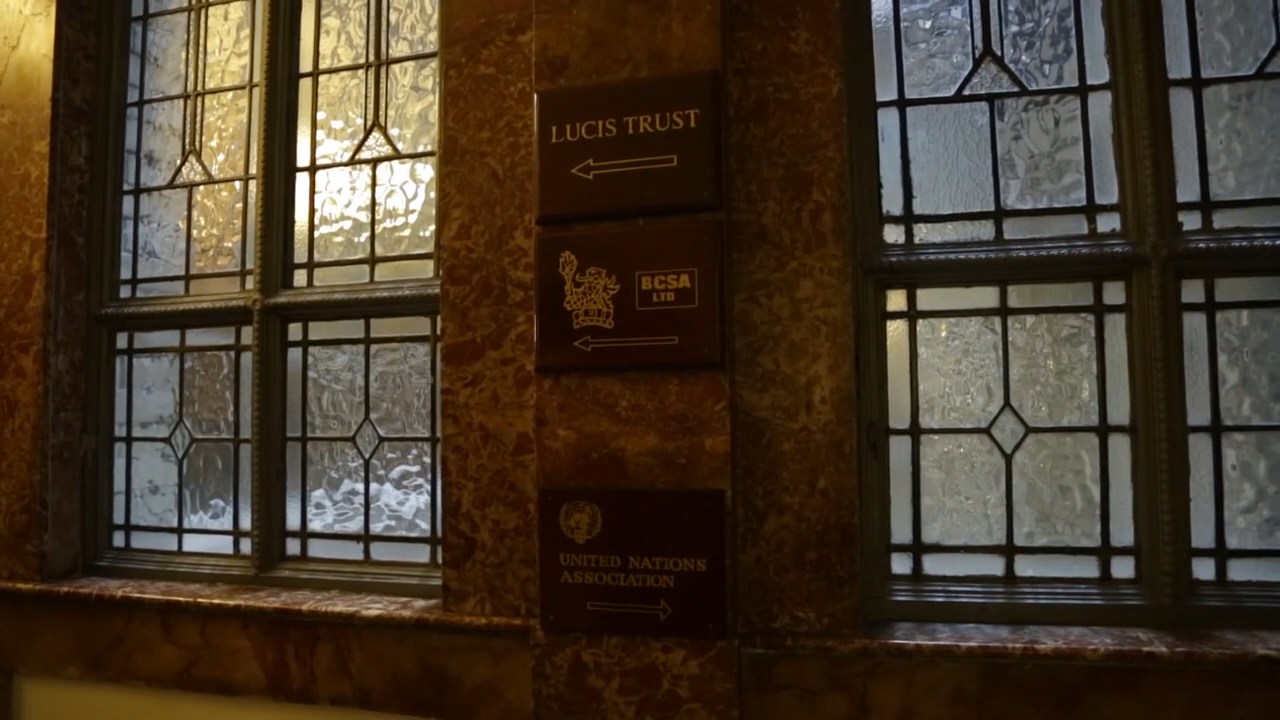 LUCIS TRUST
BCSA
LTD
UNITED NATIONS
ASSOCIATION